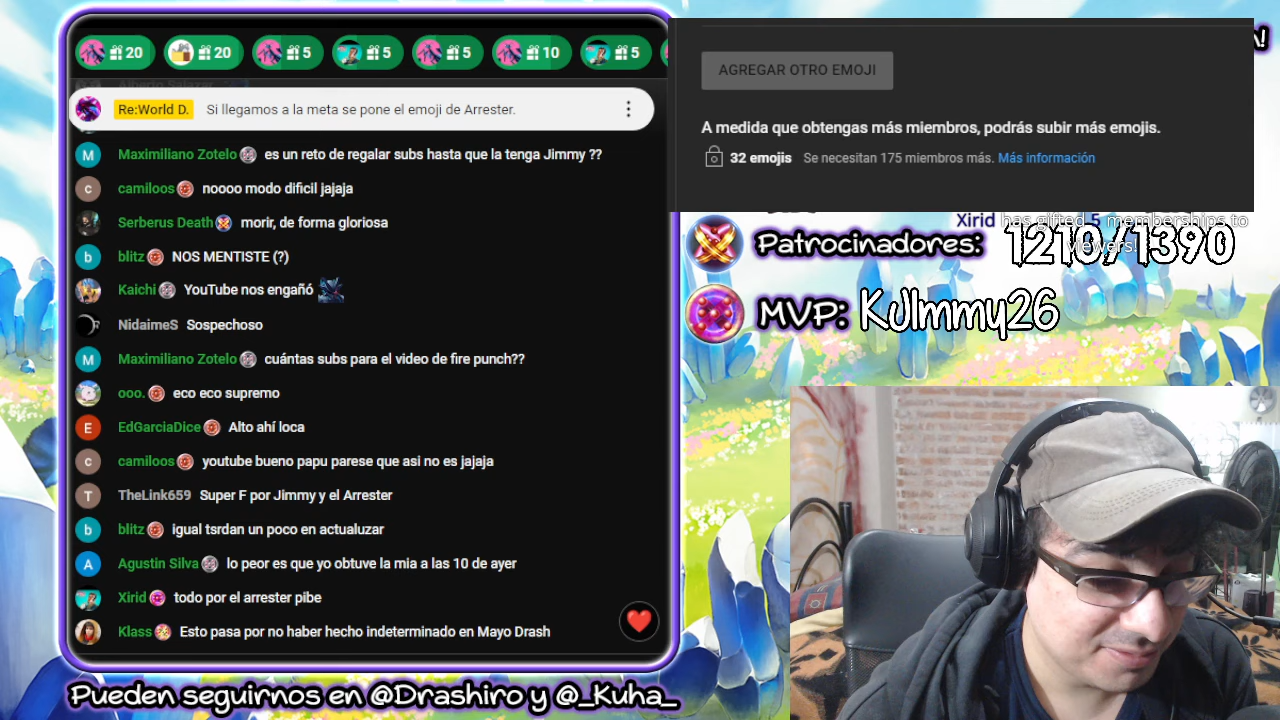 20
20
5
5
5
10
5
Re:World D. Si llegamos a la meta se pone el emoji de Arrester.
Maximiliano Zotelo es un reto de regalar subs hasta que la tenga Jimmy ??
camiloos noooo modo dificil jajaja
Serberus Death morir, de forma gloriosa
blitz NOS MENTISTE (?)
Kaichi YouTube nos engañó
NidaimeS Sospechoso
Maximiliano Zotelo cuántas subs para el video de fire punch??
ooo. eco eco supremo
EdGarciaDice Alto ahí loca
camiloos youtube bueno papu parese que asi no es jajaja
TheLink659 Super F por Jimmy y el Arrester
blitz igual tsrdan un poco en actualuzar
Agustin Silva lo peor es que yo obtuve la mia a las 10 de ayer
Xirid todo por el arrester pibe
Klass Esto pasa por no haber hecho indeterminado en Mayo Drash
Pueden seguirnos en @Drashiro y @_Kuha_
AGREGAR OTRO EMOJI
A medida que obtengas más miembros, podrás subir más emojis.
32 emojis Se necesitan 175 miembros más. Más información
Xirid has gifted 5 memberships to
viewers!
Patrocinadores: 1210/1390
MVP: KJImmy26